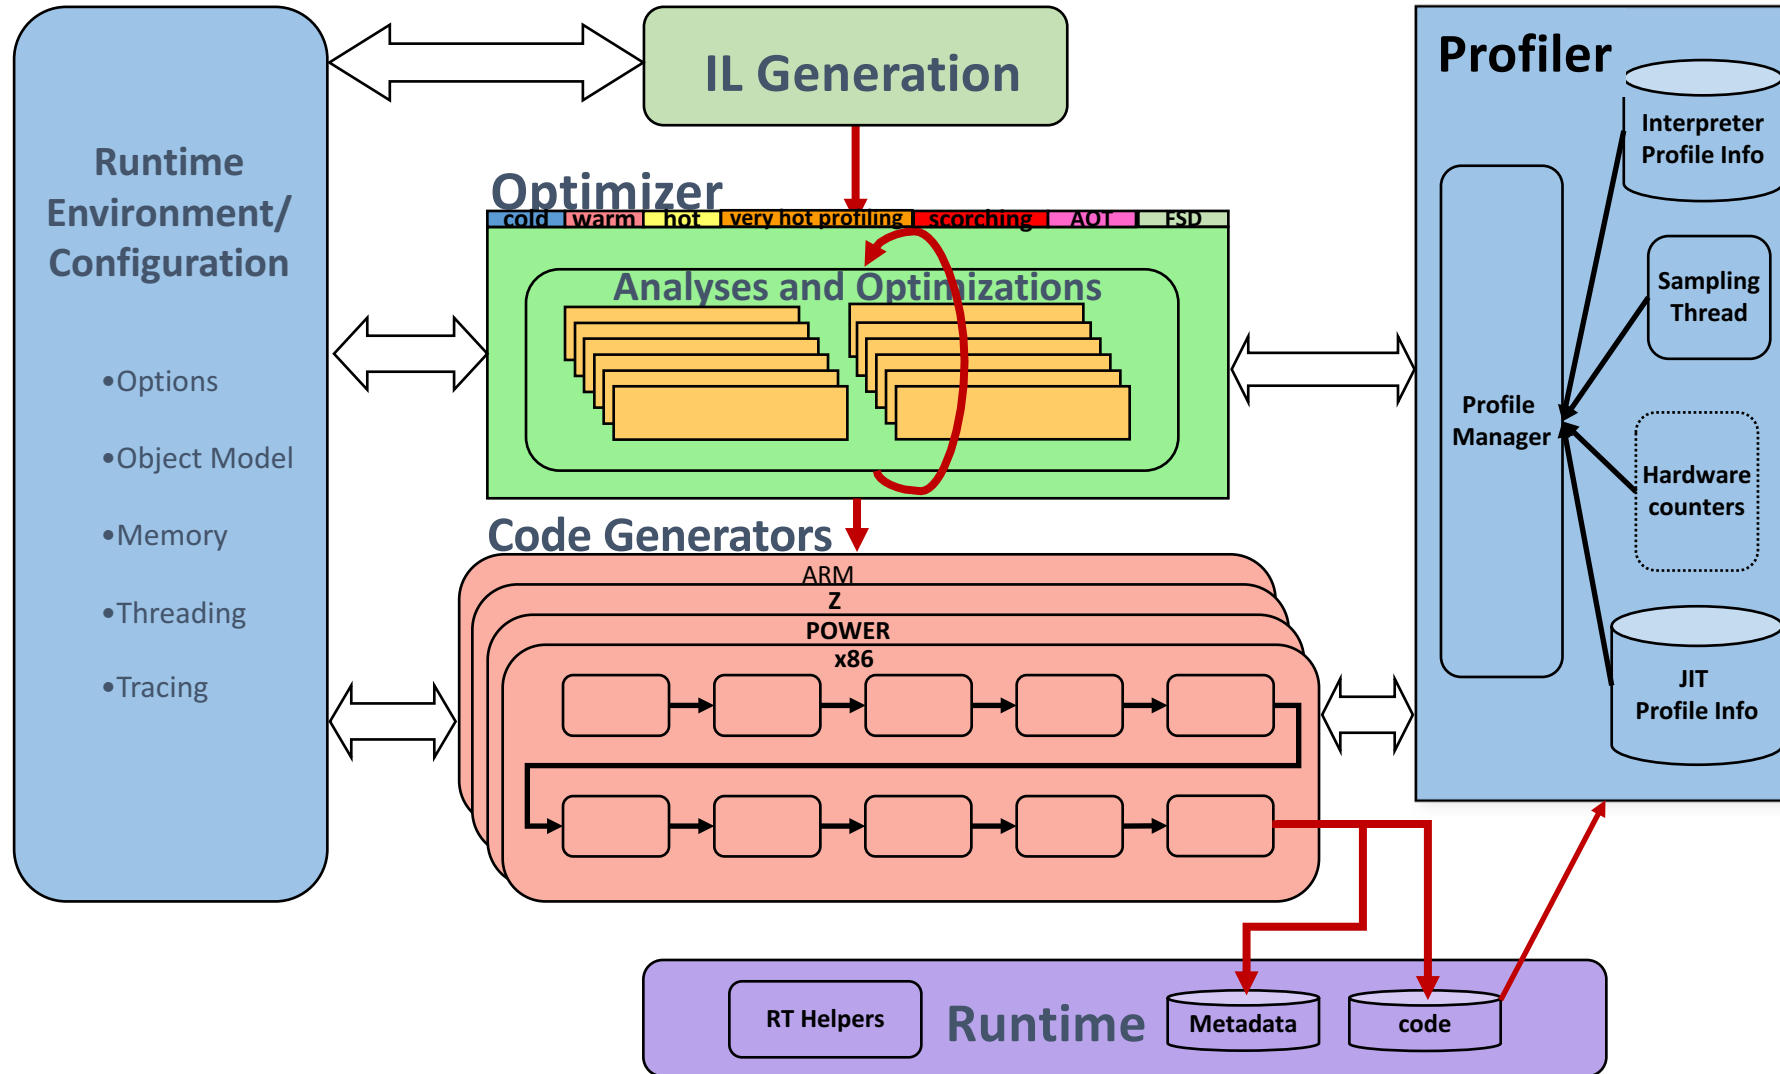 Runtime
Environment/
Configuration
•Options
•Object Model
•Memory
•Threading
•Tracing
IL Generation
Optimizer
cold warm hot very hot profiling scorching AOT FSD
Analyses and Optimizations
Code Generators
ARM
Z
POWER
x86
Profiler
Interpreter
Profile Info
Sampling
Thread
Profile
Manager
Hardware
counters
JIT
Profile Info
RT Helpers
Runtime
Metadata
code